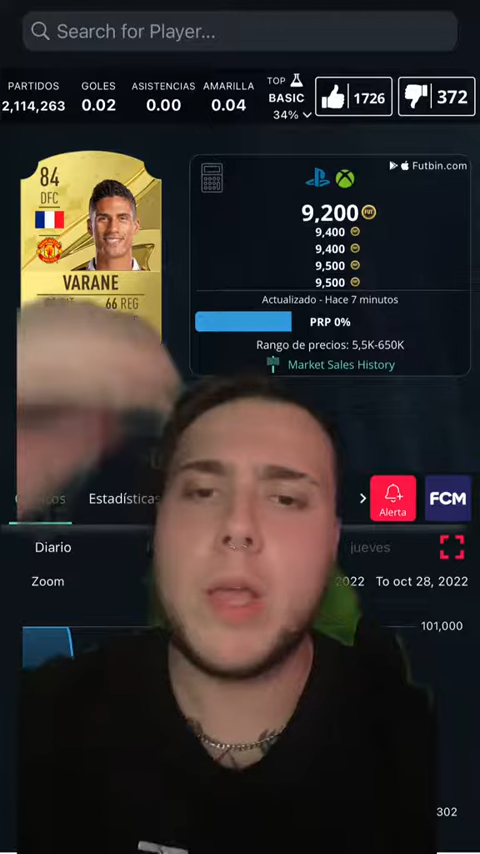 Search for Player...
PARTIDOS
2,114,263
GOLES
0.02
ASISTENCIAS
0.00
AMARILLA
0.04
TOP
BASIC
34%
1726
372
84
DFC
VARANE
66 REG
Futbin.com
9,200
9,400
9,400
9,500
9,500
Actualizado - Hace 7 minutos
PRP 0%
Rango de precios: 5,5K-650K
Market Sales History
Estadísticas
Alerta
FCM
Diario
jueves
Zoom
2022 To oct 28, 2022
101,000
302